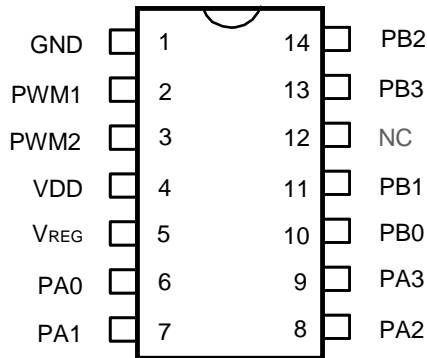 GND 1 14 PB2
PWM1 2 13 PB3
PWM2 3 12 NC
VDD 4 11 PB1
VREG 5 10 PB0
PA0 6 9 PA3
PA1 7 8 PA2